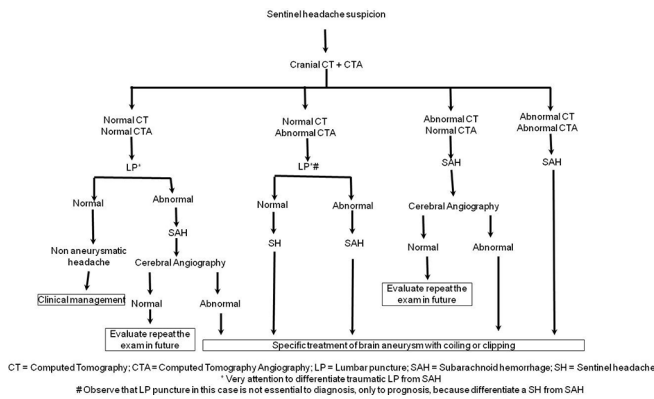 Sentinel headache suspicion
Cranial CT + CTA
Normal CT
Normal CTA
Normal CT
Abnormal CTA
Abnormal CT
Normal CTA
Abnormal CT
Abnormal CTA
LP*
LP*#
SAH
SAH
Normal
Abnormal
Normal
Abnormal
Cerebral Angiography
SAH
SH
SAH
Normal
Abnormal
Non aneurysmatic
headache
Cerebral Angiography
Clinical management
Normal
Abnormal
Evaluate repeat the
exam in future
Evaluate repeat the
exam in future
Specific treatment of brain aneurysm with coiling or clipping
CT = Computed Tomography; CTA = Computed Tomography Angiography; LP = Lumbar puncture; SAH = Subarachnoid hemorrhage; SH = Sentinel headache
* Very attention to differentiate traumatic LP from SAH
# Observe that LP puncture in this case is not essential to diagnosis, only to prognosis, because differentiate a SH from SAH